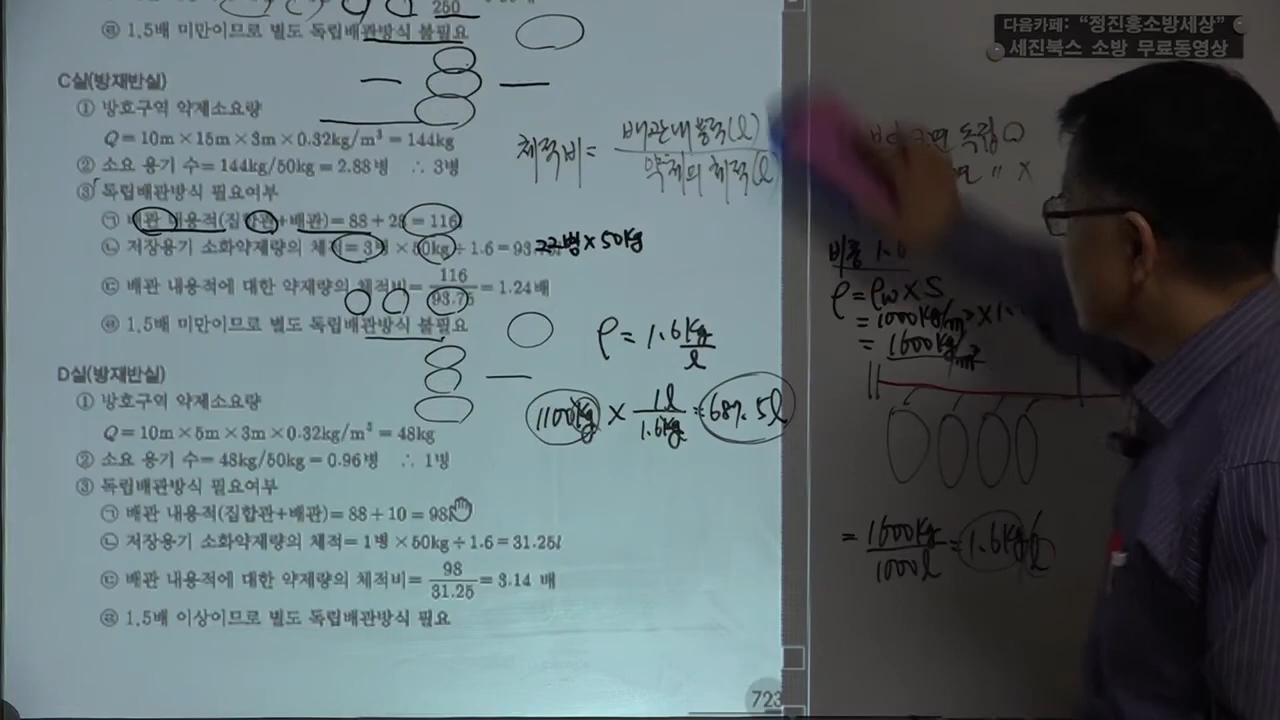 250
㉣ 1.5배 미만이므로 별도 독립배관방식 불필요
C실(방재반실)
① 방호구역 약제소요량
Q = 10m × 15m × 3m × 0.32kg/m³ = 144kg
② 소요 용기 수 = 144kg/50kg = 2.88병 ∴ 3병
③ 독립배관방식 필요여부
㉠ 배관 내용적(집합관+배관) = 88 + 28 = 116
㉡ 저장용기 소화약제량의 체적 = 3병 × 50kg ÷ 1.6 = 93.75l
㉢ 배관 내용적에 대한 약제량의 체적비 = 116/93.75 = 1.24배
㉣ 1.5배 미만이므로 별도 독립배관방식 불필요
D실(방재반실)
① 방호구역 약제소요량
Q = 10m × 5m × 3m × 0.32kg/m³ = 48kg
② 소요 용기 수 = 48kg/50kg = 0.96병 ∴ 1병
③ 독립배관방식 필요여부
㉠ 배관 내용적(집합관+배관) = 88 + 10 = 98
㉡ 저장용기 소화약제량의 체적 = 1병 × 50kg ÷ 1.6 = 31.25l
㉢ 배관 내용적에 대한 약제량의 체적비 = 98/31.25 = 3.14 배
㉣ 1.5배 이상이므로 별도 독립배관방식 필요
723
체적비 = 배관내용적(l)/약제의 체적(l)
22병 × 50kg
ρ = 1.6kg/l
1100kg × 1l/1.6kg = 687.5l
다음카페: "정진홍소방세상"
세진북스 소방 무료동영상
독립 O
" X
비중 1.6
ρ = ρw × S
= 1000kg/m³ × 1.
= 1600kg/m³
= 1600kg/1000l = 1.6kg/l